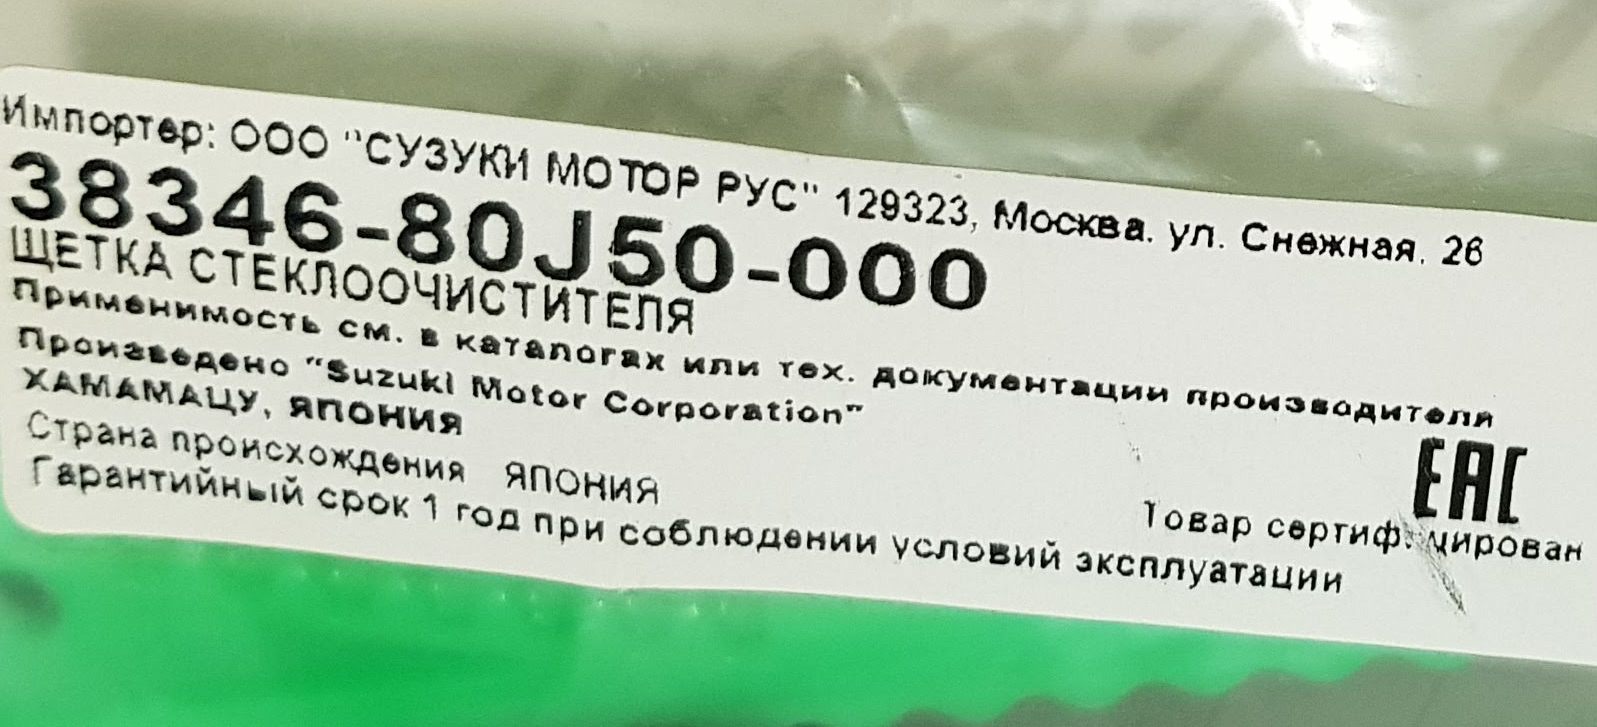 Импортер: ООО "СУЗУКИ МОТОР РУС" 129323, Москва. ул. Снежная, 26
38346-80J50-000
ЩЕТКА СТЕКЛООЧИСТИТЕЛЯ
Применимость см. в каталогах или тех. документации производителя
Произведено "Suzuki Motor Corporation"
ХАМАМАЦУ, ЯПОНИЯ
Страна происхождения ЯПОНИЯ
EAC
Товар сертифицирован
Гарантийный срок 1 год при соблюдении условий эксплуатации